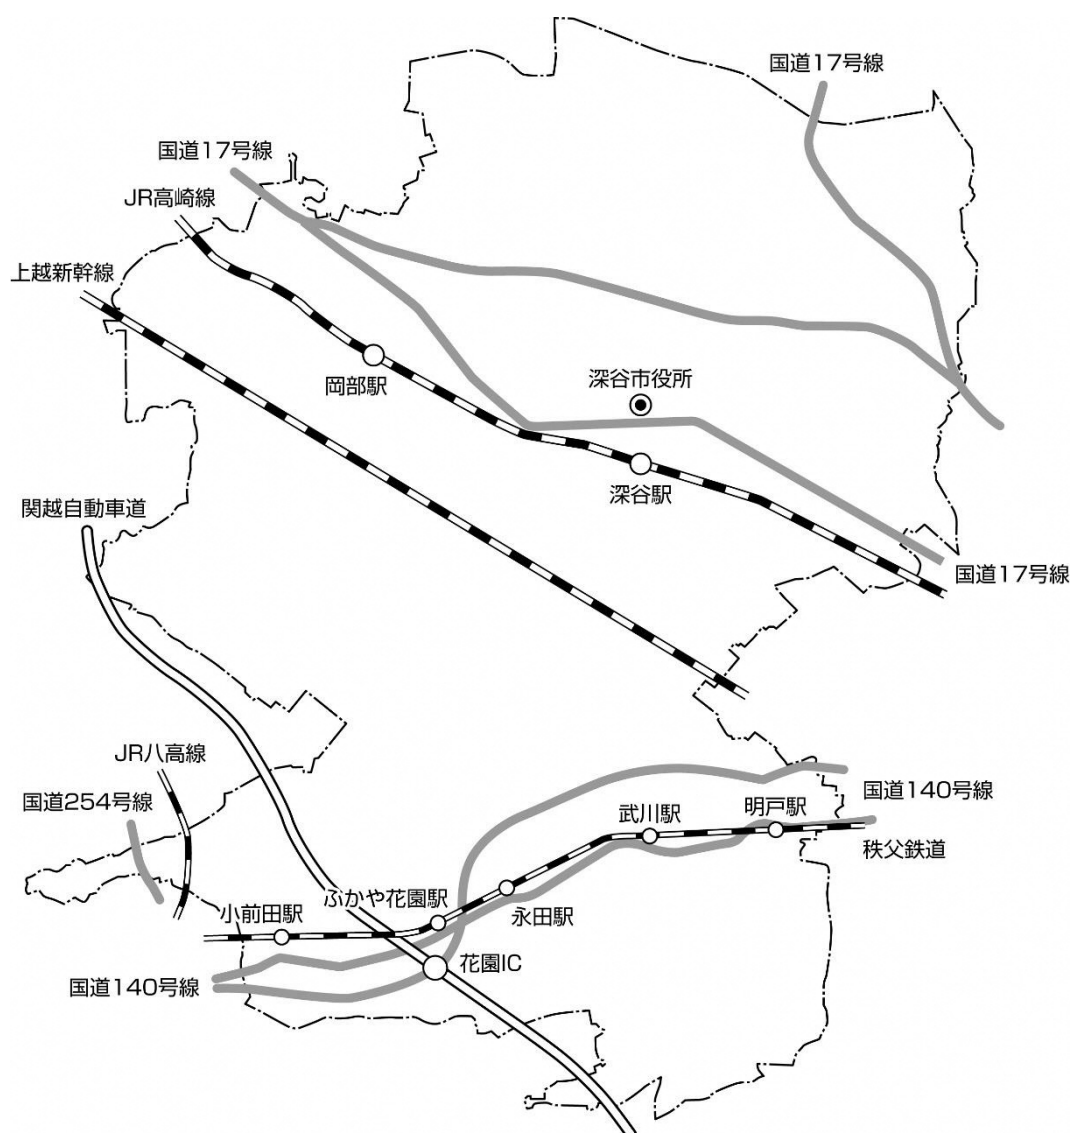 国道17号線
国道17号線
JR高崎線
上越新幹線
岡部駅
深谷市役所
深谷駅
関越自動車道
国道17号線
JR八高線
国道254号線
国道140号線
武川駅
明戸駅
秩父鉄道
ふかや花園駅
小前田駅
永田駅
花園IC
国道140号線